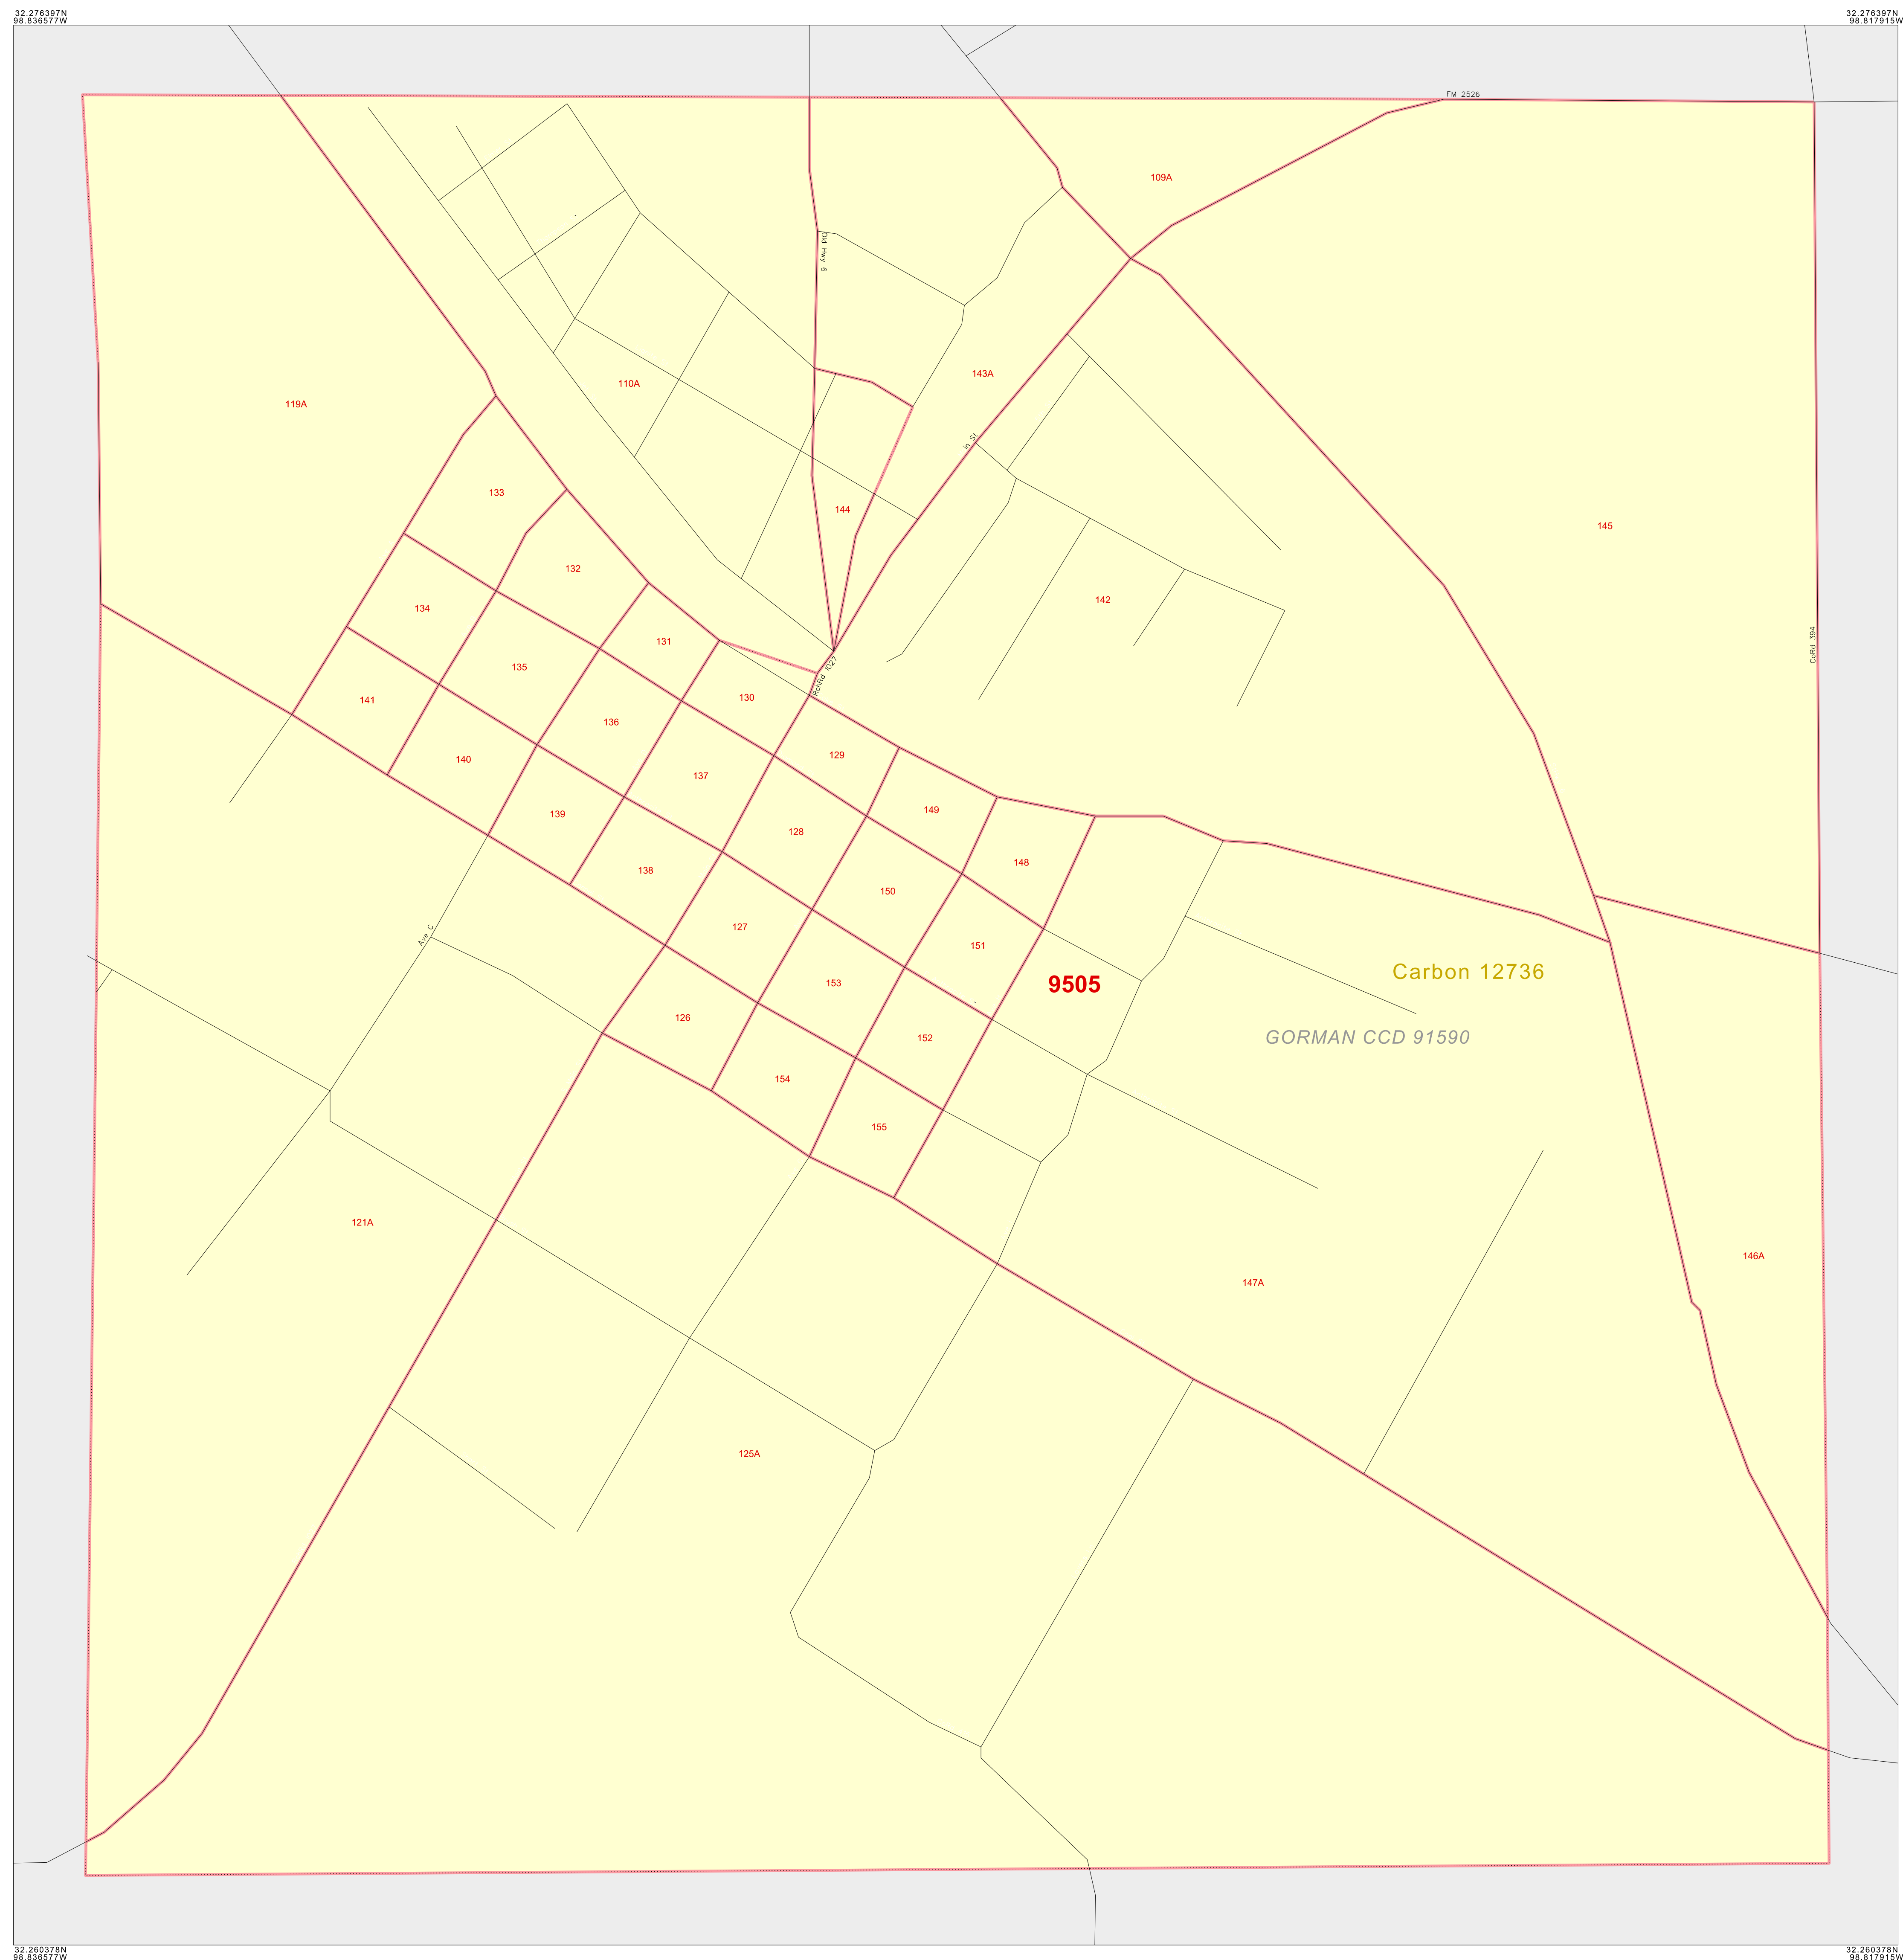 32.276397N
98.836577W
32.276397N
98.817915W
FM 2526
109A
Old Hwy 6
143A
110A
119A
in St
133
144
145
132
142
134
131
CoRd 394
135
RchRd 1027
130
141
136
129
140
137
149
139
128
148
138
150
127
151
Ave C
Carbon 12736
9505
153
126
152
GORMAN CCD 91590
154
155
121A
146A
147A
125A
32.260378N
98.836577W
32.260378N
98.817915W